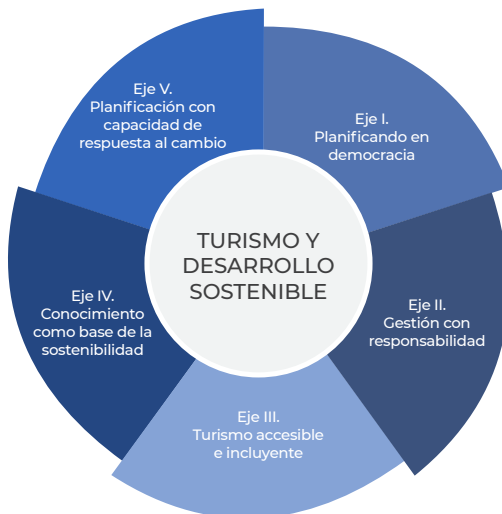 Eje I.
Planificando en
democracia
Eje II.
Gestión con
responsabilidad
Eje III.
Turismo accesible
e incluyente
Eje IV.
Conocimiento
como base de la
sostenibilidad
Eje V.
Planificación con
capacidad de
respuesta al cambio
TURISMO Y
DESARROLLO
SOSTENIBLE